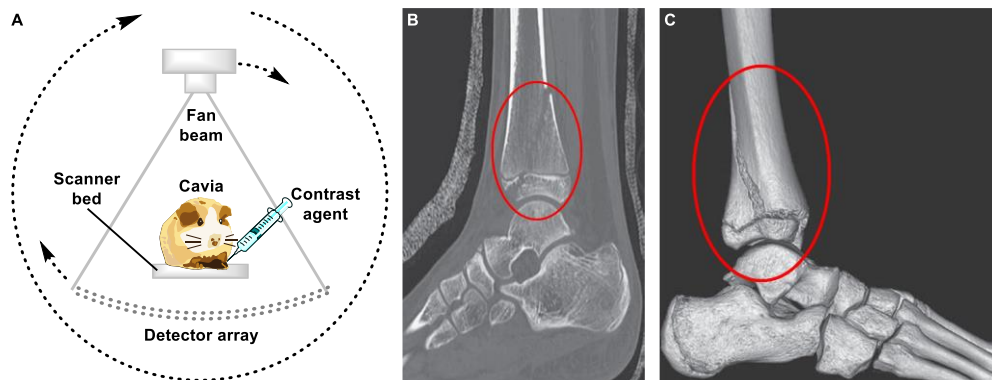 A
B
C
Fan
beam
Scanner
bed
Cavia
Contrast
agent
Detector array